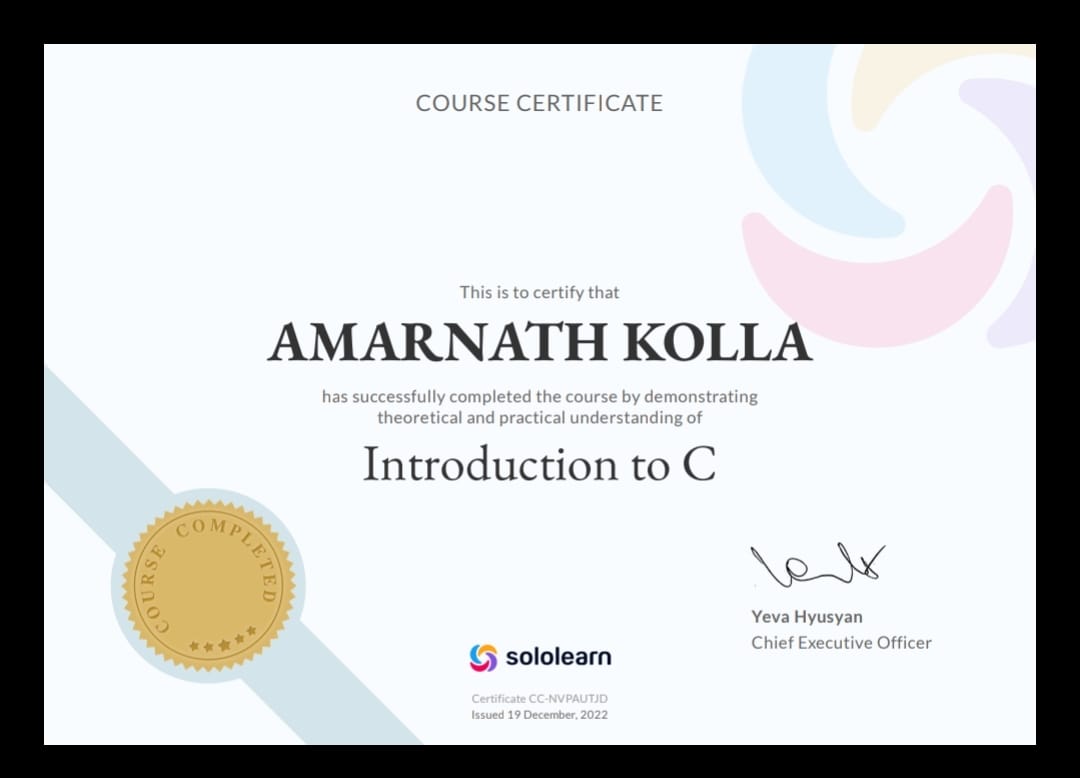 COURSE CERTIFICATE
This is to certify that
AMARNATH KOLLA
has successfully completed the course by demonstrating
theoretical and practical understanding of
Introduction to C
COURSE COMPLETED
Yeva Hyusyan
Chief Executive Officer
sololearn
Certificate CC-NVPAUTJD
Issued 19 December, 2022